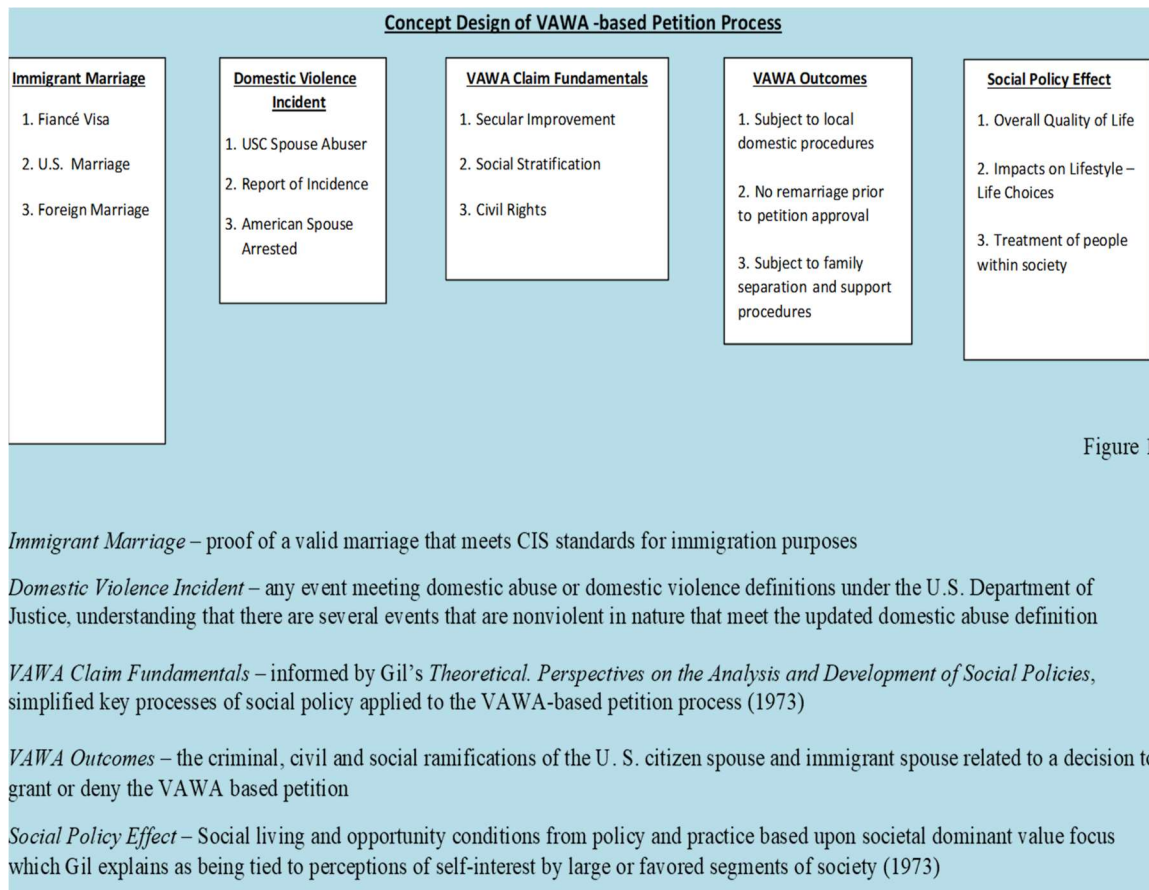 Concept Design of VAWA -based Petition Process
Immigrant Marriage
1. Fiancé Visa
2. U.S. Marriage
3. Foreign Marriage
Domestic Violence
Incident
1. USC Spouse Abuser
2. Report of Incidence
3. American Spouse
Arrested
VAWA Claim Fundamentals
1. Secular Improvement
2. Social Stratification
3. Civil Rights
VAWA Outcomes
1. Subject to local
domestic procedures
2. No remarriage prior
to petition approval
3. Subject to family
separation and support
procedures
Social Policy Effect
1. Overall Quality of Life
2. Impacts on Lifestyle –
Life Choices
3. Treatment of people
within society
Figure 1
Immigrant Marriage – proof of a valid marriage that meets CIS standards for immigration purposes
Domestic Violence Incident – any event meeting domestic abuse or domestic violence definitions under the U.S. Department of
Justice, understanding that there are several events that are nonviolent in nature that meet the updated domestic abuse definition
VAWA Claim Fundamentals – informed by Gil's Theoretical. Perspectives on the Analysis and Development of Social Policies,
simplified key processes of social policy applied to the VAWA-based petition process (1973)
VAWA Outcomes – the criminal, civil and social ramifications of the U. S. citizen spouse and immigrant spouse related to a decision to
grant or deny the VAWA based petition
Social Policy Effect – Social living and opportunity conditions from policy and practice based upon societal dominant value focus
which Gil explains as being tied to perceptions of self-interest by large or favored segments of society (1973)